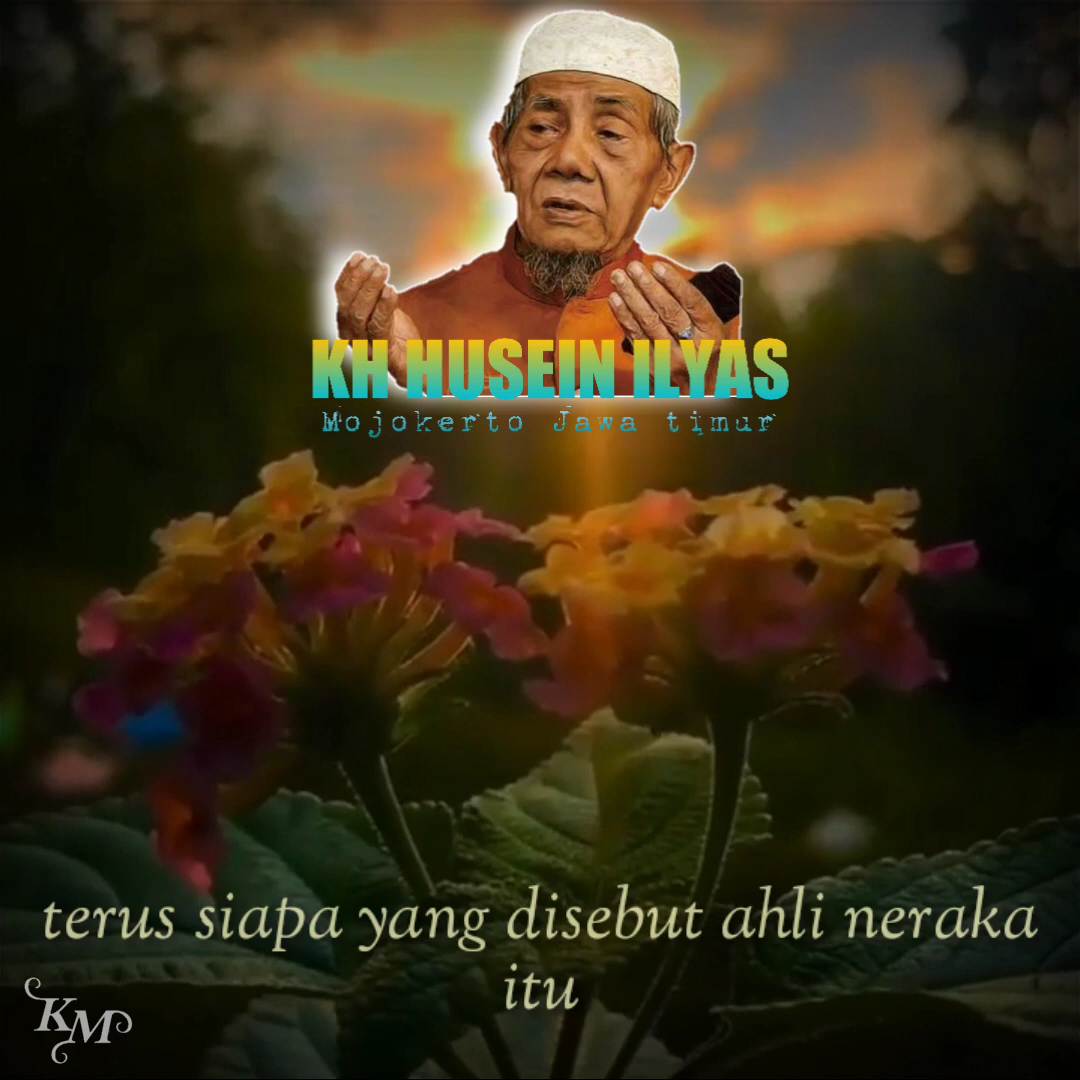 KH HUSEIN ILYAS
Mojokerto Jawa timur
terus siapa yang disebut ahli neraka
itu
KM